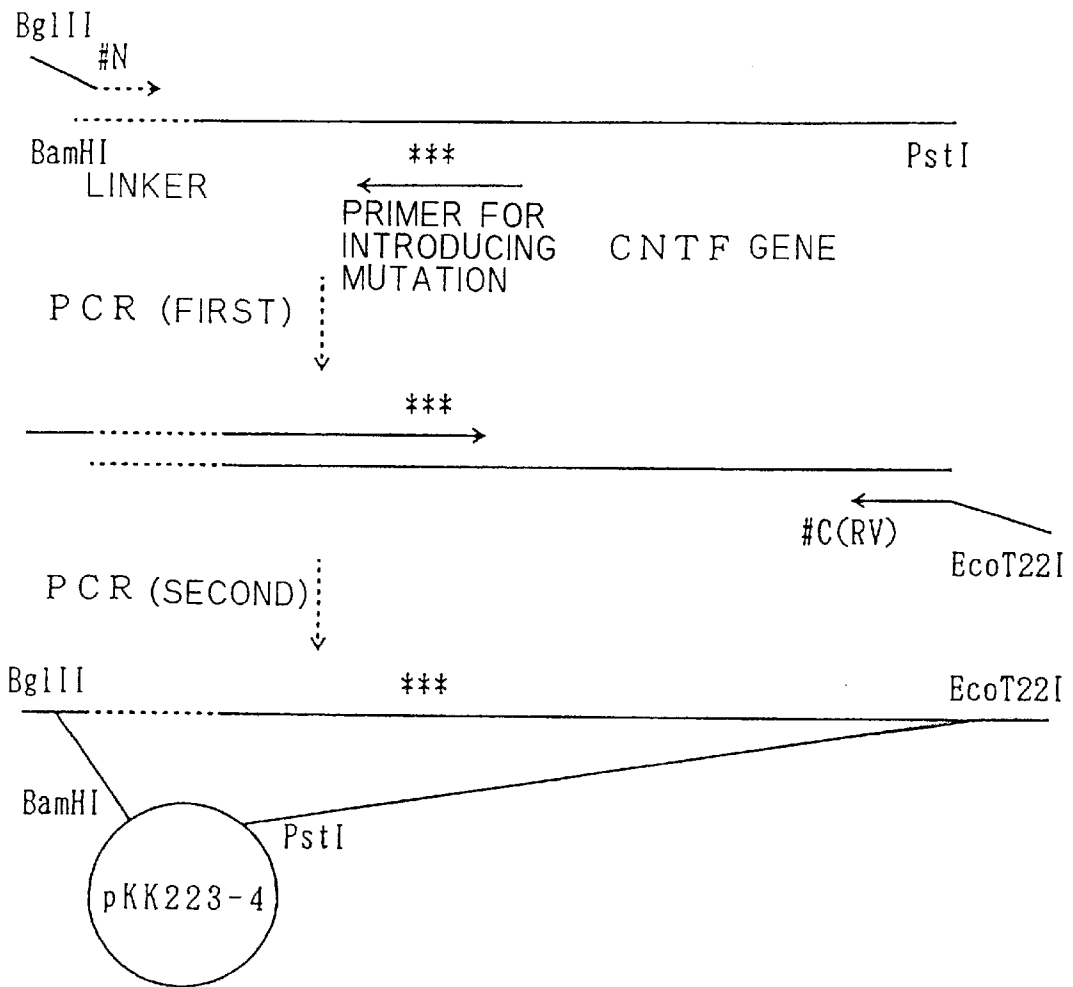 BglII
#N
BamHI
***
PstI
LINKER
PRIMER FOR
INTRODUCING
MUTATION
CNTF GENE
PCR (FIRST)
***
#C(RV)
EcoT22I
PCR (SECOND)
BglII
***
EcoT22I
BamHI
PstI
pKK223-4